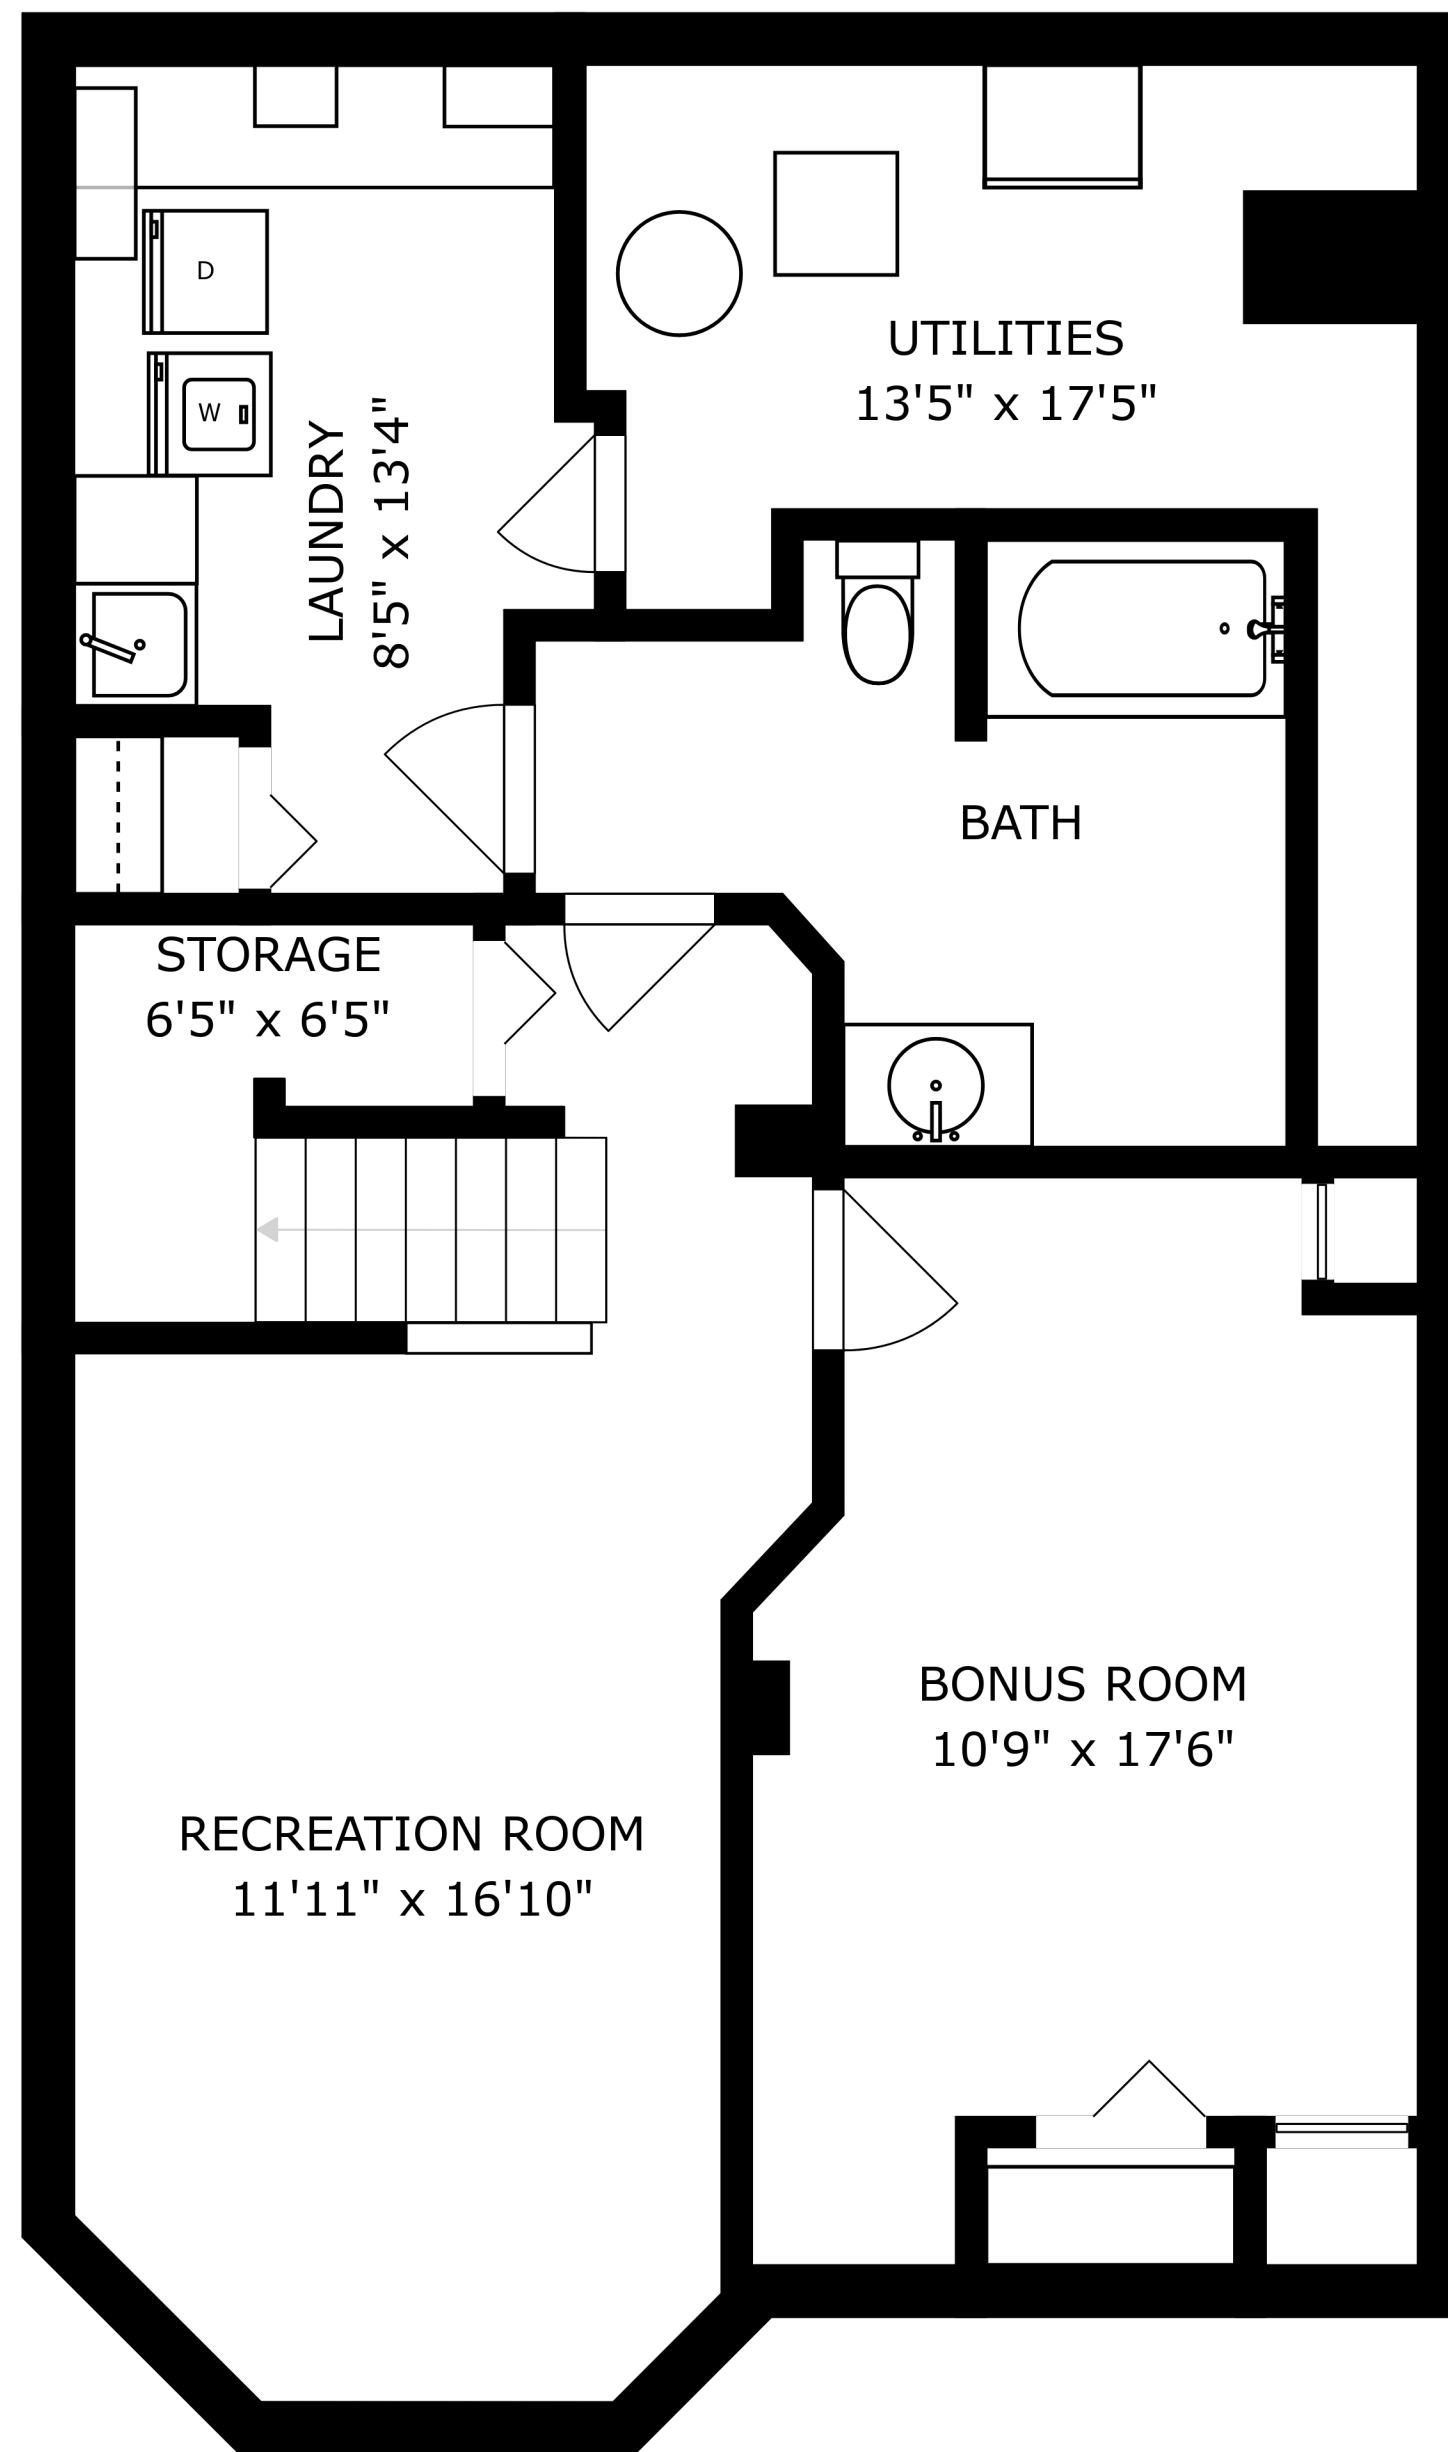 D
W
LAUNDRY
8'5" x 13'4"
UTILITIES
13'5" x 17'5"
BATH
STORAGE
6'5" x 6'5"
BONUS ROOM
10'9" x 17'6"
RECREATION ROOM
11'11" x 16'10"